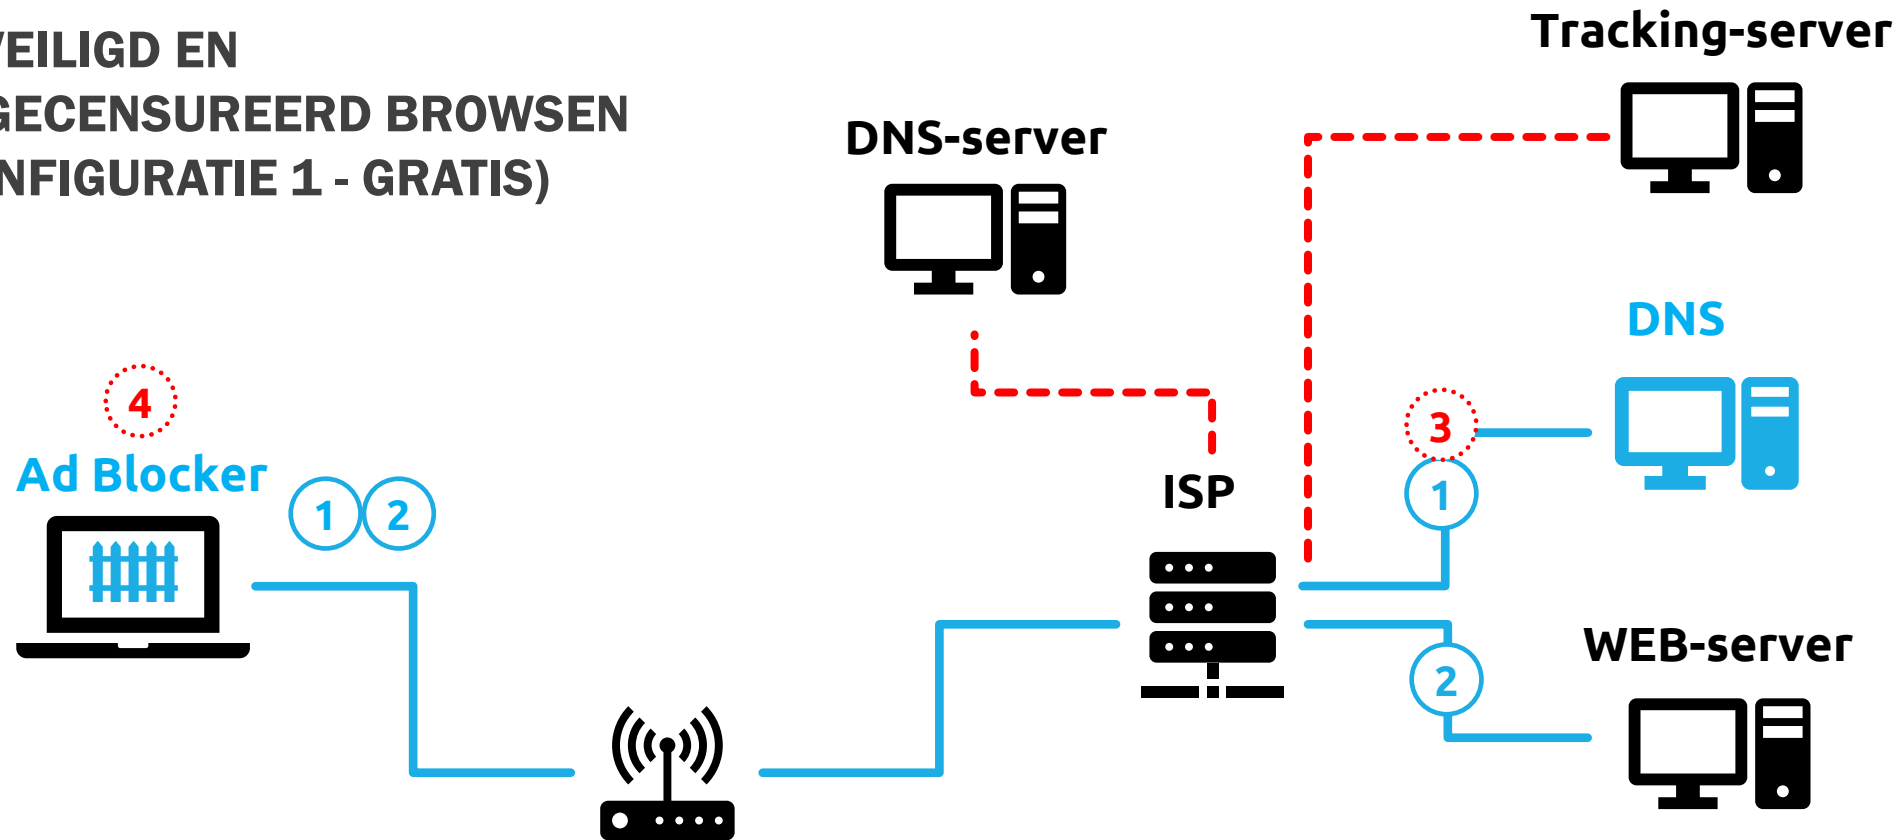 VEILIGD EN
GECENSUREERD BROWSEN
NFIGURATIE 1 - GRATIS)
Tracking-server
DNS-server
DNS
4
3
Ad Blocker
1 2
ISP
1
WEB-server
2